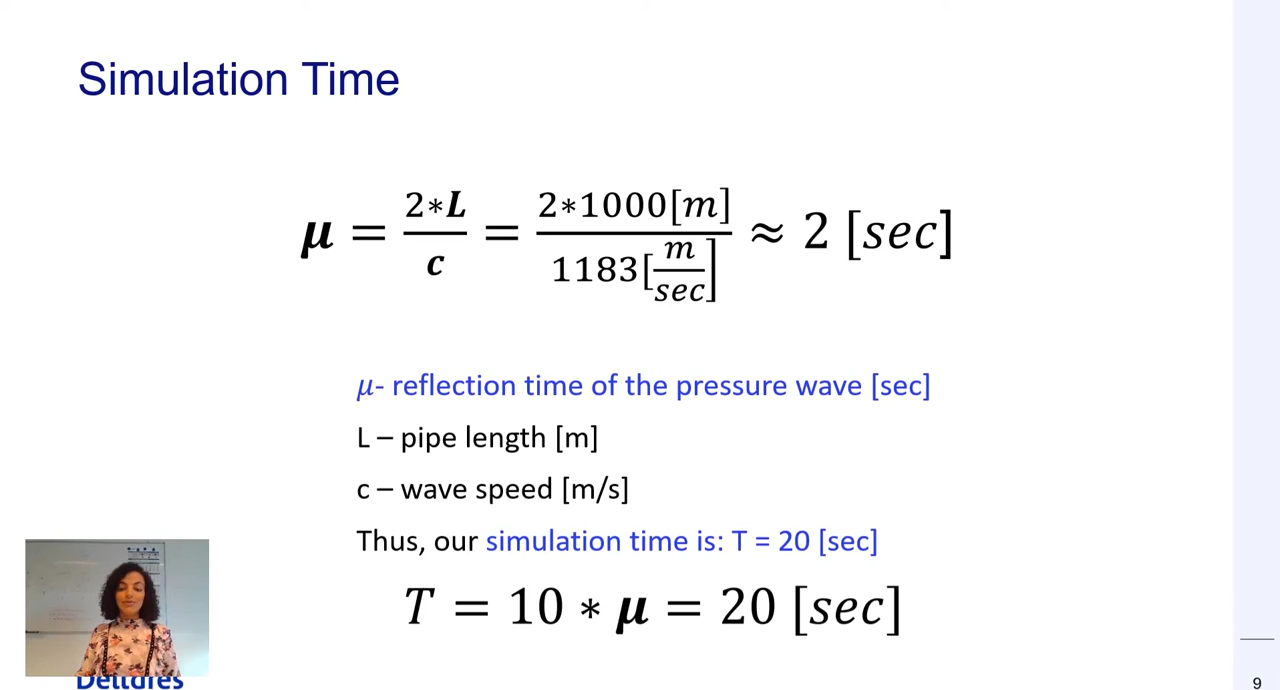 Simulation Time
𝝁 = 2∗𝑳/𝒄 = 2∗1000[𝑚]/1183[𝑚/𝑠𝑒𝑐] ≈ 2 [𝑠𝑒𝑐]
𝜇- reflection time of the pressure wave [sec]
L – pipe length [m]
c – wave speed [m/s]
Thus, our simulation time is: T = 20 [sec]
𝑇 = 10 ∗ 𝝁 = 20 [𝑠𝑒𝑐]
Deltares
9